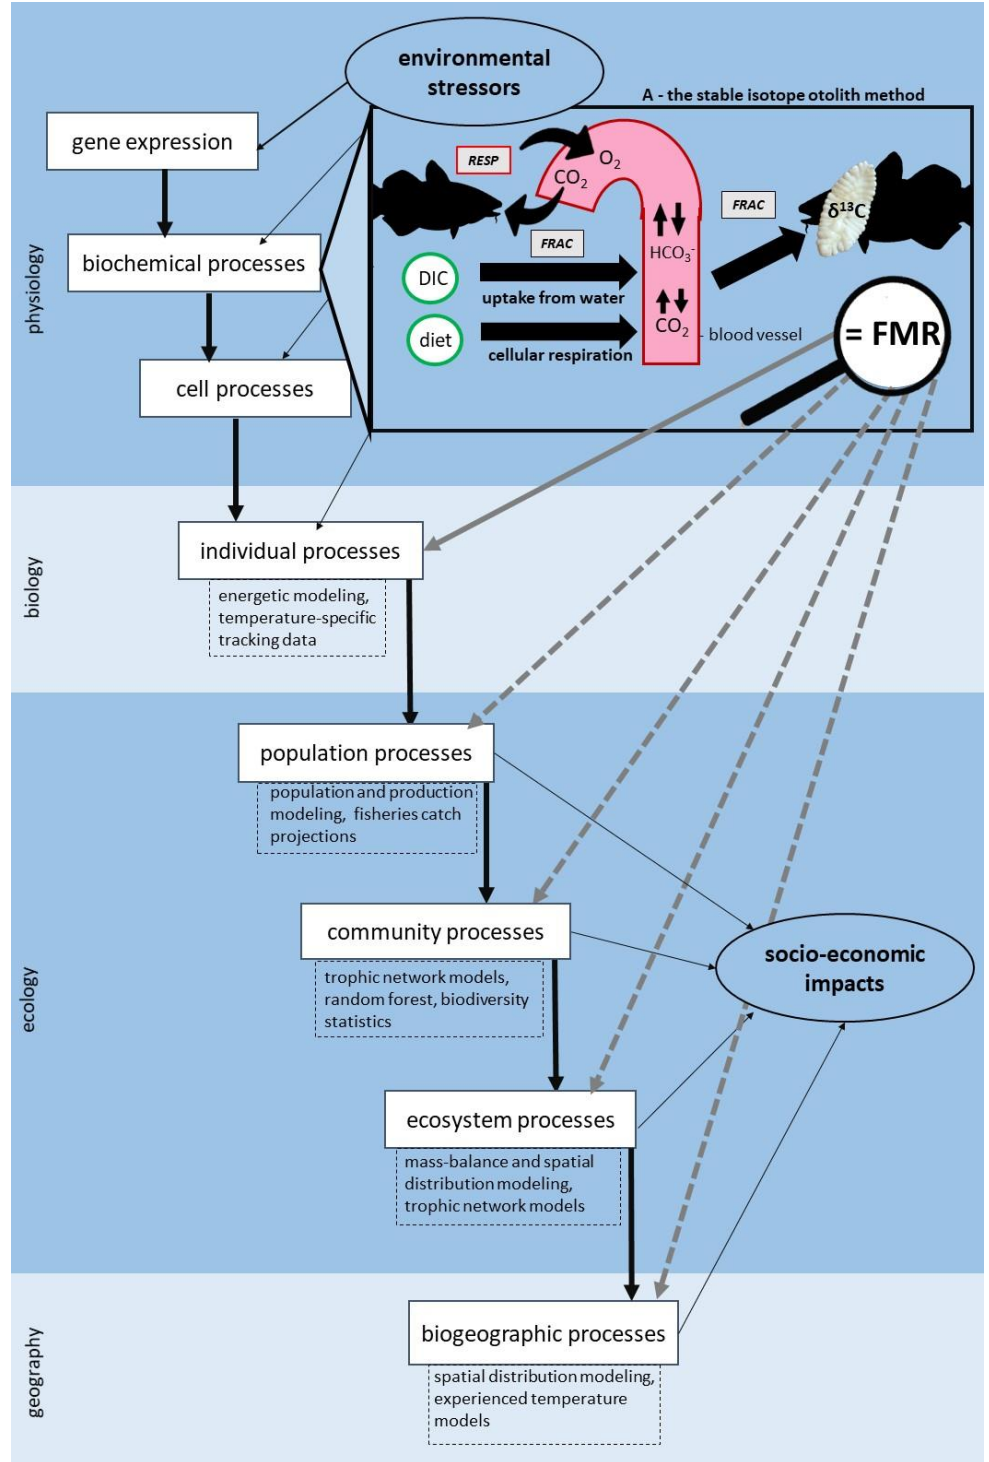 environmental
stressors
A - the stable isotope otolith method
gene expression
RESP
O₂
CO₂
FRAC
δ¹³C
FRAC
HCO₃⁻
physiology
biochemical processes
DIC
uptake from water
CO₂
- blood vessel
diet
cellular respiration
= FMR
cell processes
biology
individual processes
energetic modeling,
temperature-specific
tracking data
ecology
population processes
population and production
modeling, fisheries catch
projections
community processes
trophic network models,
random forest, biodiversity
statistics
socio-economic
impacts
ecosystem processes
mass-balance and spatial
distribution modeling,
trophic network models
geography
biogeographic processes
spatial distribution modeling,
experienced temperature
models